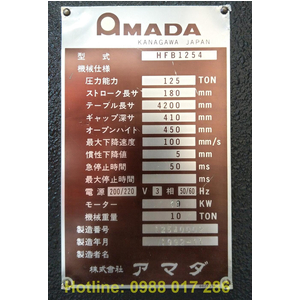 AMADA
KANAGAWA·JAPAN
型式 HFB1254
機械仕様
圧力能力 125 TON
ストローク長サ 180 mm
テーブル長サ 4200 mm
ギャップ深サ 410 mm
オープンハイト 450 mm
最大下降速度 100 mm/s
慣性下降値 5 mm
急停止時間 50 ms
最大停止時間 ms
電源 200/220 V 3 相 50/60 Hz
モーター KW
機械重量 10 TON
製造番号
製造年月
製造者名
株式会社 アマダ
Hotline: 0988 017 286